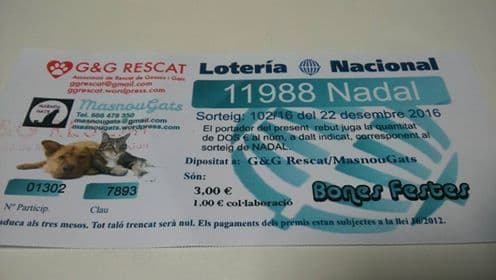 G&G RESCAT
Associació de Rescat de Gossos i Gats
ggrescat@gmail.com
ggrescat.wordpress.com
MasnouGats
Tel. 666 478 350
masnougats@gmail.com
masnougats.wordpress.com
Lotería Nacional
11988 Nadal
Sorteig: 102/16 del 22 desembre 2016
El portador del present rebut juga la quantitat
de DOS € al núm, a dalt indicat, corresponent al
sorteig de NADAL.
Dipositat a: G&G Rescat/MasnouGats
Són:
3,00 €
1.00 € col·laboració
Bones Festes
01302 7893
Nº Particip. Clau
aduca als tres mesos. Tot taló trencat serà nul. Els pagaments dels premis estan subjectes a la llei 16/2012.